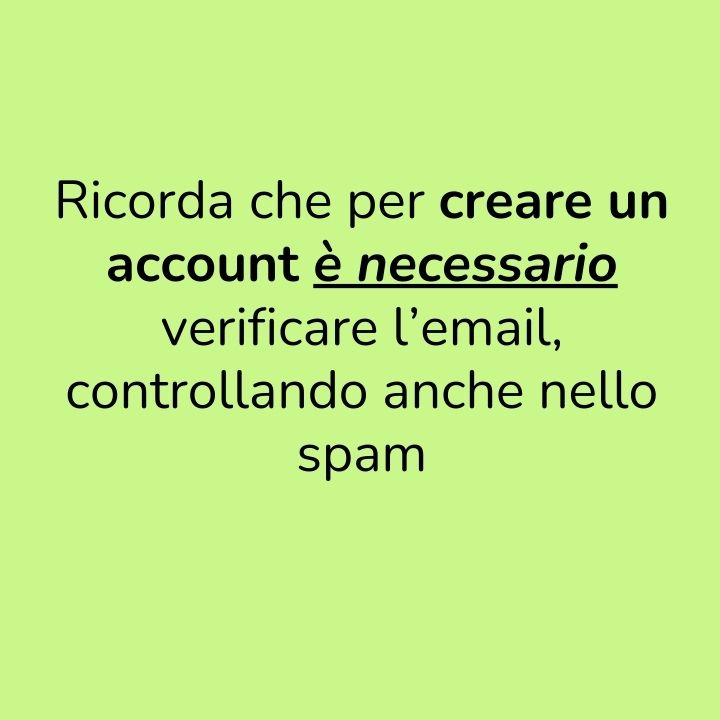 Ricorda che per creare un
account è necessario
verificare l’email,
controllando anche nello
spam